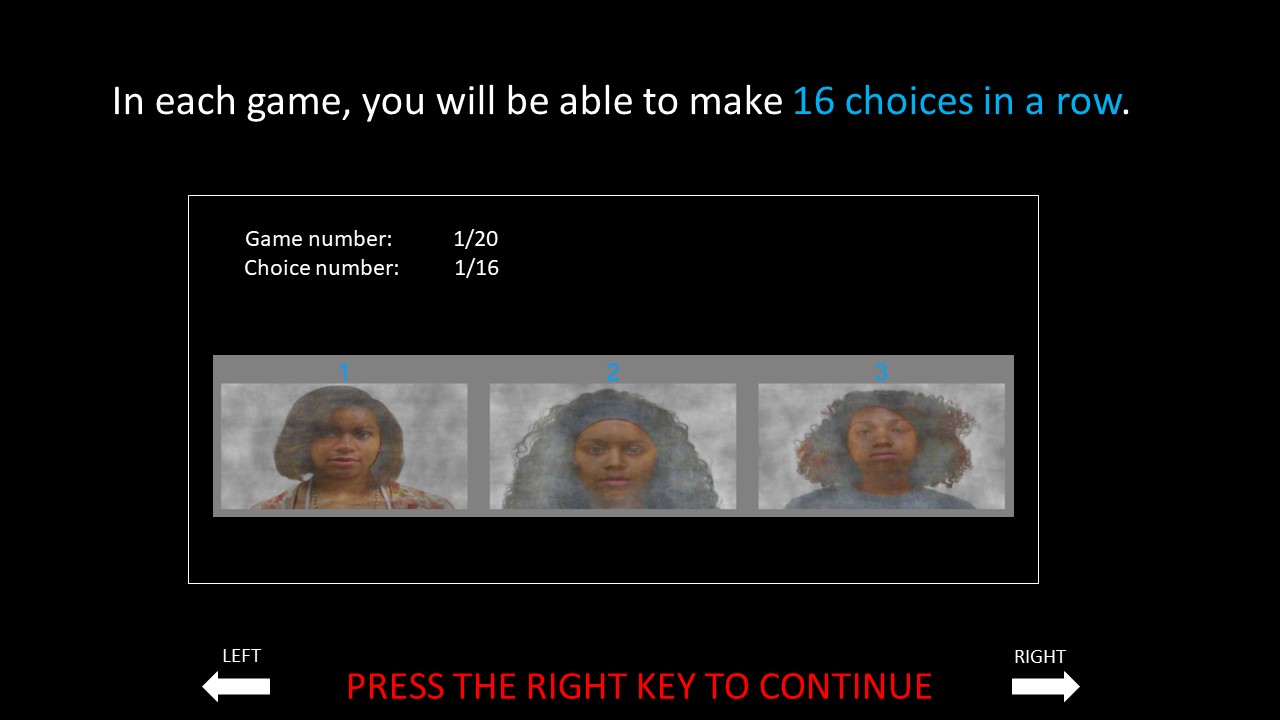 In each game, you will be able to make 16 choices in a row.
Game number: 1/20
Choice number: 1/16
1 2 3
LEFT
RIGHT
PRESS THE RIGHT KEY TO CONTINUE